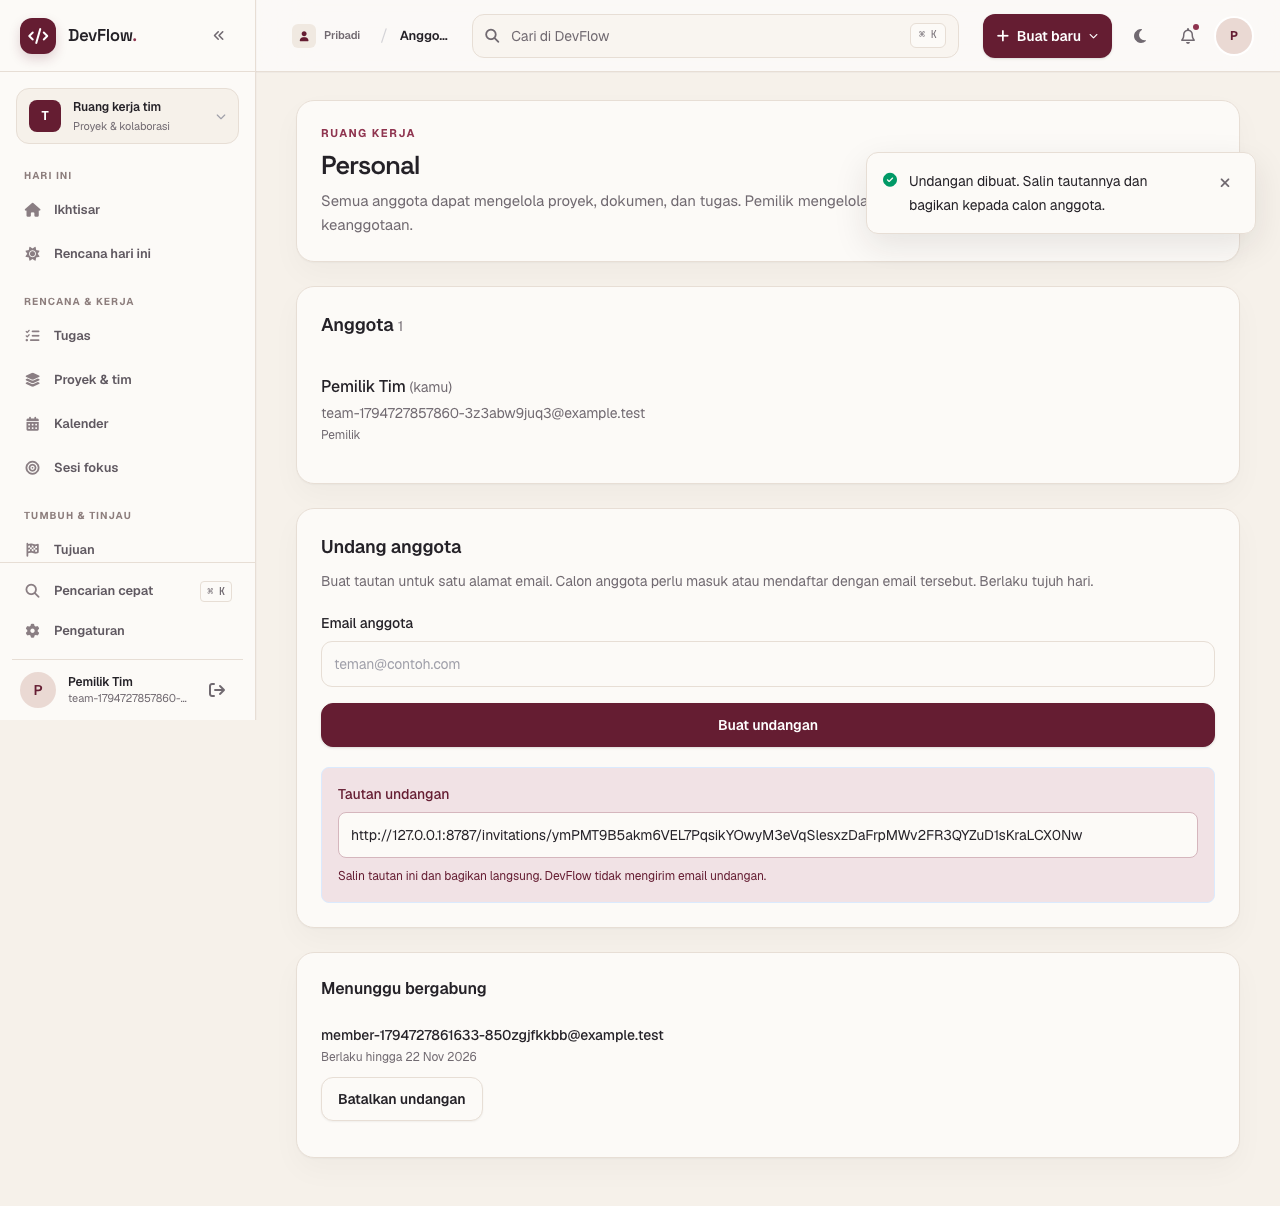 DevFlow.
Ruang kerja tim
Proyek & kolaborasi
T
HARI INI
Ikhtisar
Rencana hari ini
RENCANA & KERJA
Tugas
Proyek & tim
Kalender
Sesi fokus
TUMBUH & TINJAU
Tujuan
Pencarian cepat
⌘ K
Pengaturan
P
Pemilik Tim
team-1794727857860-...
Pribadi / Anggo...
Cari di DevFlow
⌘ K
Buat baru
P
RUANG KERJA
Personal
Semua anggota dapat mengelola proyek, dokumen, dan tugas. Pemilik mengelola
keanggotaan.
Undangan dibuat. Salin tautannya dan
bagikan kepada calon anggota.
Anggota 1
Pemilik Tim (kamu)
team-1794727857860-3z3abw9juq3@example.test
Pemilik
Undang anggota
Buat tautan untuk satu alamat email. Calon anggota perlu masuk atau mendaftar dengan email tersebut. Berlaku tujuh hari.
Email anggota
teman@contoh.com
Buat undangan
Tautan undangan
http://127.0.0.1:8787/invitations/ymPMT9B5akm6VEL7PqsikYOwyM3eVqSlesxzDaFrpMWv2FR3QYZuD1sKraLCX0Nw
Salin tautan ini dan bagikan langsung. DevFlow tidak mengirim email undangan.
Menunggu bergabung
member-1794727861633-850zgjfkkbb@example.test
Berlaku hingga 22 Nov 2026
Batalkan undangan